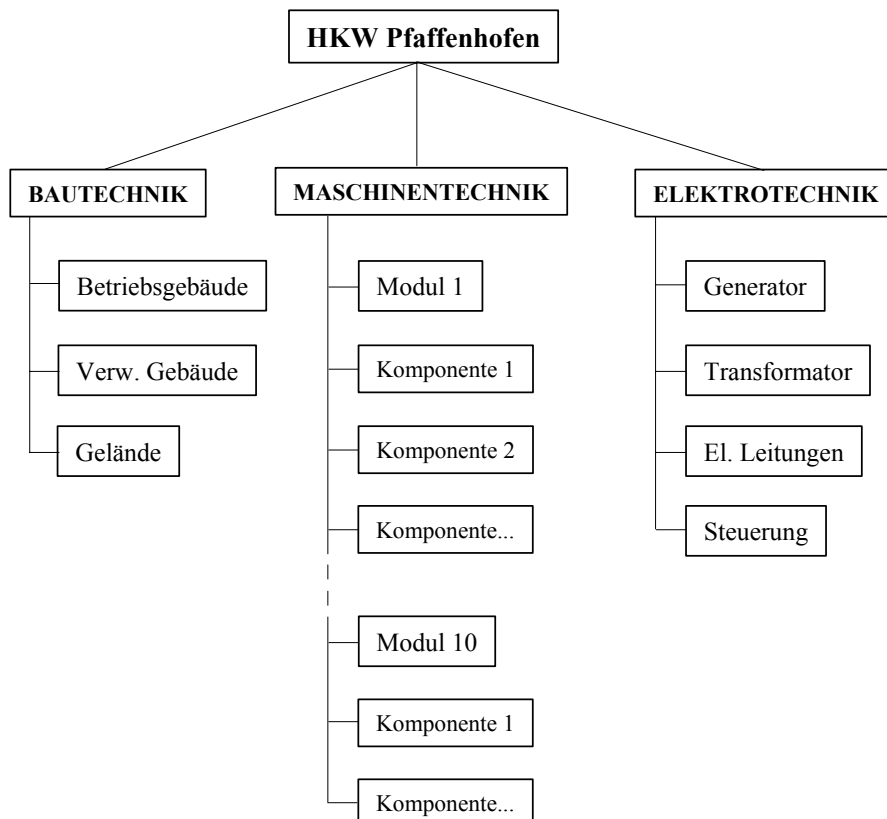 HKW Pfaffenhofen
BAUTECHNIK
Betriebsgebäude
Verw. Gebäude
Gelände
MASCHINENTECHNIK
Modul 1
Komponente 1
Komponente 2
Komponente...
Modul 10
Komponente 1
Komponente...
ELEKTROTECHNIK
Generator
Transformator
El. Leitungen
Steuerung